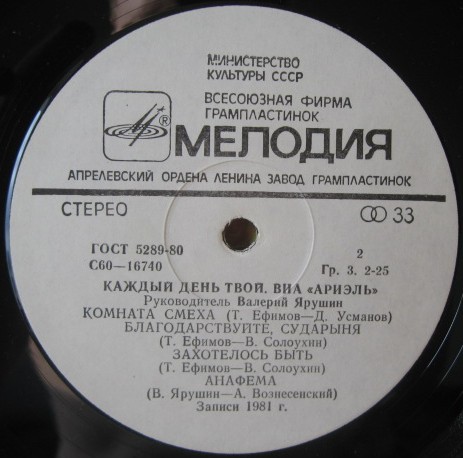 МИНИСТЕРСТВО
КУЛЬТУРЫ СССР
ВСЕСОЮЗНАЯ ФИРМА
ГРАМПЛАСТИНОК
® МЕЛОДИЯ
АПРЕЛЕВСКИЙ ОРДЕНА ЛЕНИНА ЗАВОД ГРАМПЛАСТИНОК
СТЕРЕО 33
ГОСТ 5289-80 2
С60—16740 Гр. 3. 2-25
КАЖДЫЙ ДЕНЬ ТВОЙ. ВИА «АРИЭЛЬ»
Руководитель Валерий Ярушин
КОМНАТА СМЕХА (Т. Ефимов—Д. Усманов)
БЛАГОДАРСТВУЙТЕ, СУДАРЫНЯ
(Т. Ефимов—В. Солоухин)
ЗАХОТЕЛОСЬ БЫТЬ
(Т. Ефимов—В. Солоухин)
АНАФЕМА
(В. Ярушин—А. Вознесенский)
Записи 1981 г.